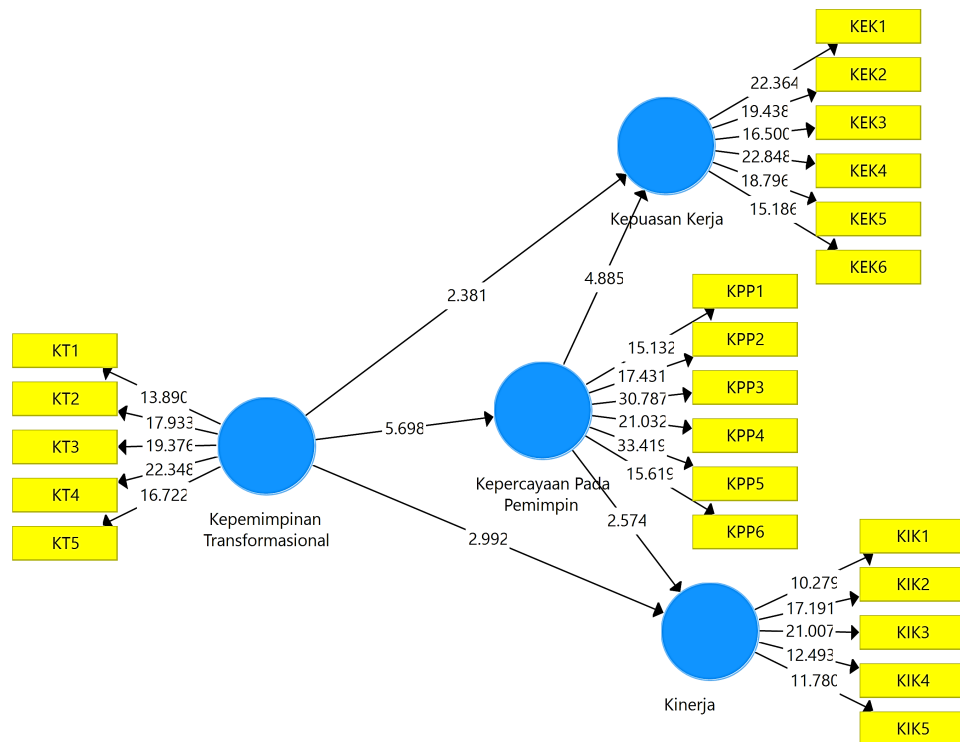 KEK1
22.364
KEK2
19.438
KEK3
16.500
22.848
KEK4
18.796
KEK5
15.186
Kepuasan Kerja
KEK6
4.885
2.381
KPP1
15.132
KPP2
17.431
KPP3
30.787
21.032
KPP4
33.419
KPP5
15.619
KPP6
Kepercayaan Pada
Pemimpin
KT1
13.890
KT2
17.933
KT3
19.376
22.348
KT4
16.722
KT5
5.698
Kepemimpinan
Transformasional
2.574
2.992
KIK1
10.279
KIK2
17.191
KIK3
21.007
12.493
KIK4
11.780
KIK5
Kinerja